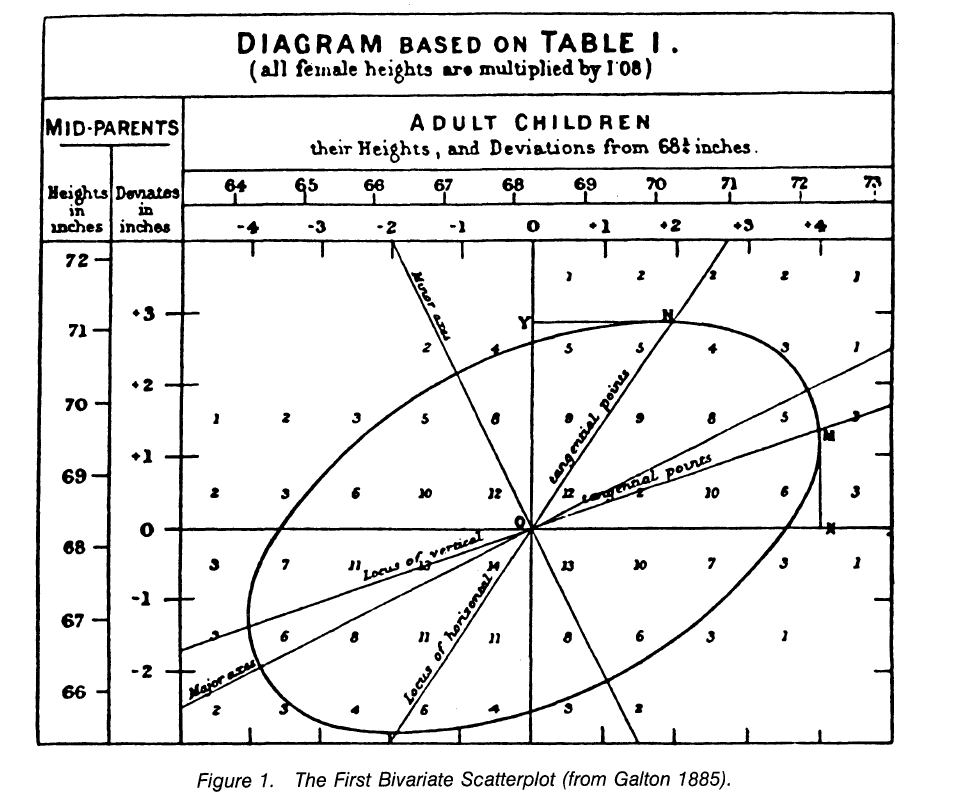 DIAGRAM BASED ON TABLE I.
(all female heights are multiplied by 1·08)
MID-PARENTS
ADULT CHILDREN
their Heights, and Deviations from 68¼ inches.
Heights in inches
Deviates in inches
64 65 66 67 68 69 70 71 72 73
-4 -3 -2 -1 0 +1 +2 +3 +4
72
1 2 2 2 1
Minor axes
+3
Y N
71
2 4 5 5 4 3 1
+2
70
1 2 3 5 8 9 9 8 5 3
tangential points
M
+1
tangential points
69
2 3 6 10 12 12 2 10 6 3
0 O X
68
Locus of vertical
3 7 11 13 14 13 10 7 3 1
-1
Locus of horizontal
67
3 6 8 11 11 8 6 3 1
-2
Major axes
66
2 3 4 6 4 3 2
Figure 1. The First Bivariate Scatterplot (from Galton 1885).